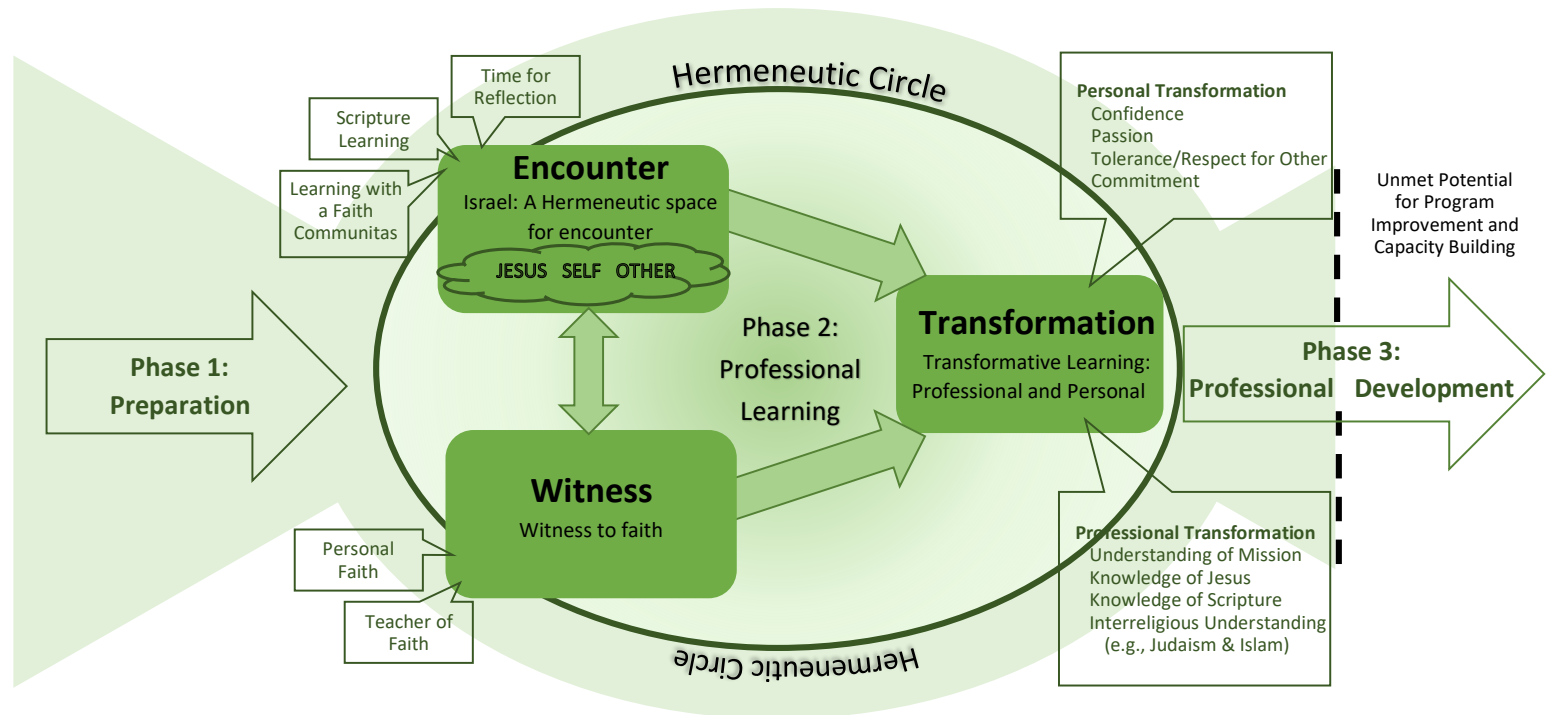 Hermeneutic Circle
Time for
Reflection
Scripture
Learning
Learning with
a Faith
Communitas
Encounter
Israel: A Hermeneutic space
for encounter
JESUS SELF OTHER
Personal Transformation
Confidence
Passion
Tolerance/Respect for Other
Commitment
Unmet Potential
for Program
Improvement and
Capacity Building
Phase 1:
Preparation
Phase 2:
Professional
Learning
Transformation
Transformative Learning:
Professional and Personal
Phase 3:
Professional Development
Witness
Witness to faith
Personal
Faith
Teacher of
Faith
Professional Transformation
Understanding of Mission
Knowledge of Jesus
Knowledge of Scripture
Interreligious Understanding
(e.g., Judaism & Islam)
Hermeneutic Circle